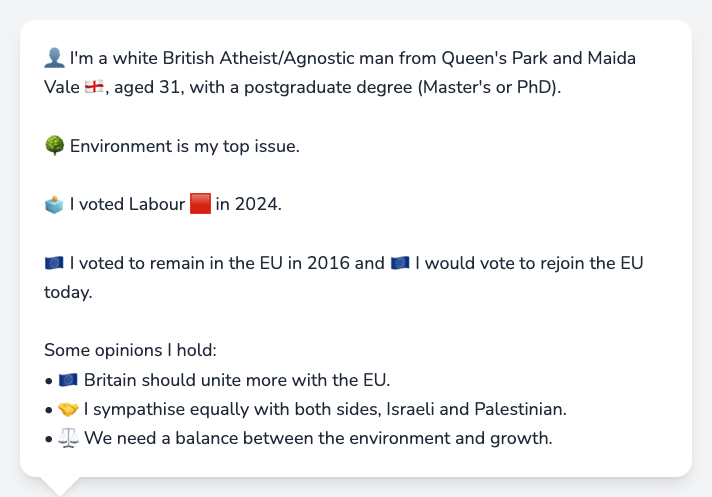 👤 I'm a white British Atheist/Agnostic man from Queen's Park and Maida
Vale 🏴󠁧󠁢󠁥󠁮󠁧󠁿, aged 31, with a postgraduate degree (Master's or PhD).
🌳 Environment is my top issue.
🗳️ I voted Labour 🟥 in 2024.
🇪🇺 I voted to remain in the EU in 2016 and 🇪🇺 I would vote to rejoin the EU
today.
Some opinions I hold:
• 🇪🇺 Britain should unite more with the EU.
• 🤝 I sympathise equally with both sides, Israeli and Palestinian.
• ⚖️ We need a balance between the environment and growth.